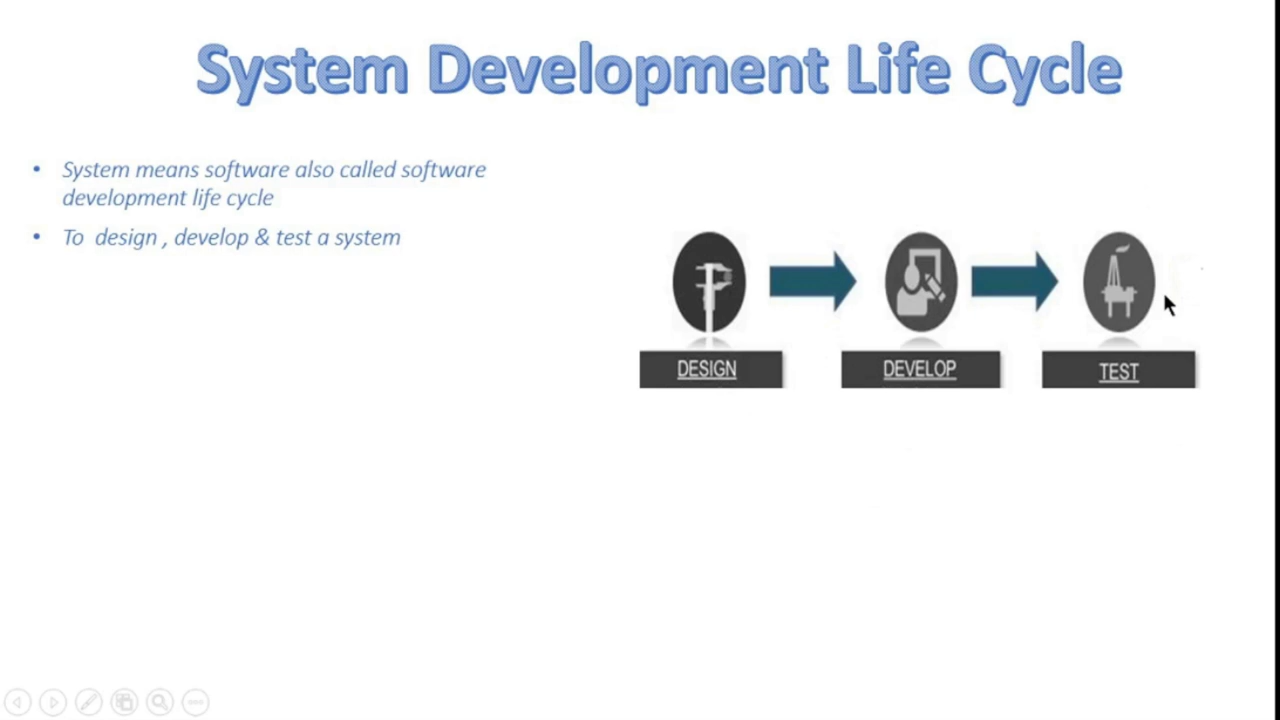 System Development Life Cycle
• System means software also called software
development life cycle
• To design , develop & test a system
DESIGN
DEVELOP
TEST